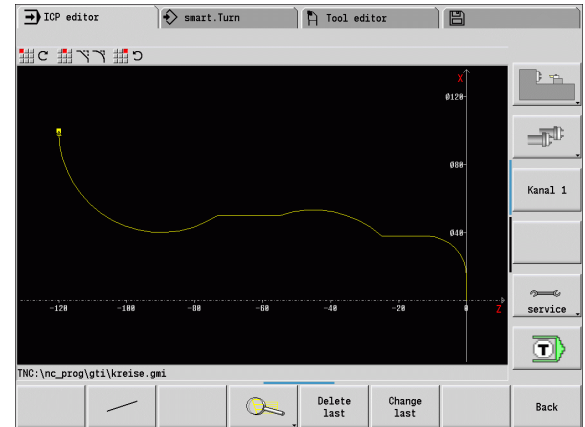 ICP editor
smart.Turn
Tool editor
X
Ø120
Ø80
Kanal 1
Ø40
-120
-100
-80
-60
-40
-20
0
Z
service
T
TNC:\nc_prog\gti\kreise.gmi
Delete last
Change last
Back